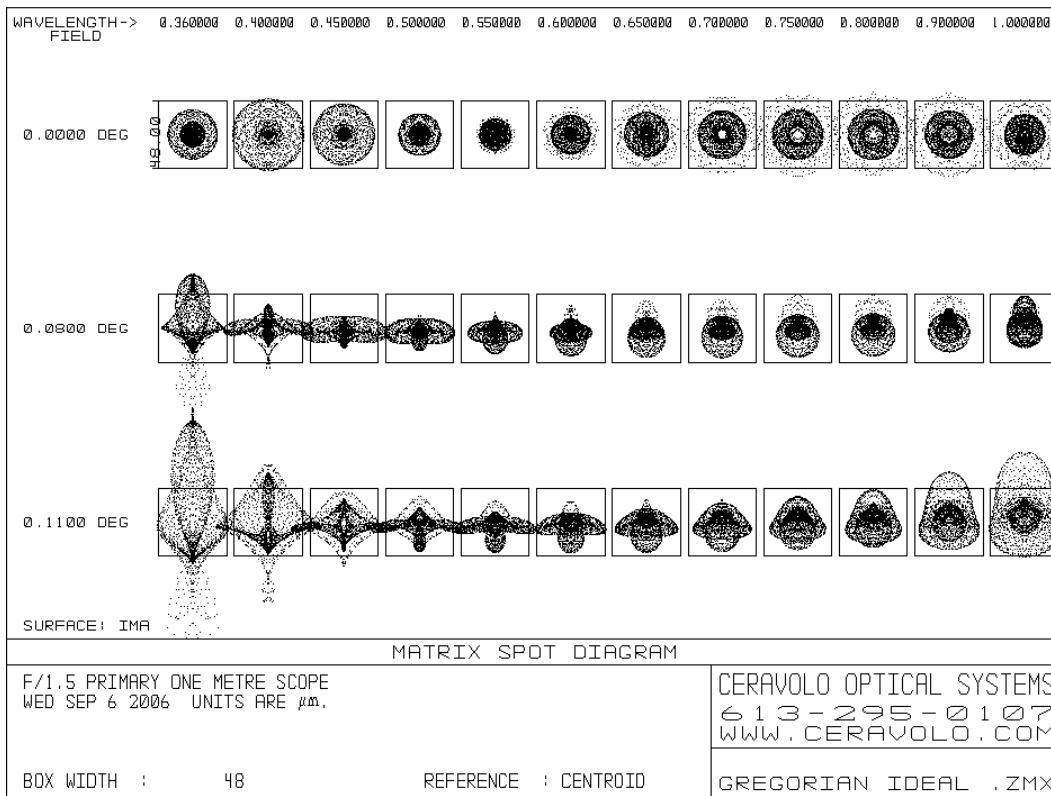 WAVELENGTH-> 0.360000 0.400000 0.450000 0.500000 0.550000 0.600000 0.650000 0.700000 0.750000 0.800000 0.900000 1.000000
FIELD
0.0000 DEG
48.00
0.0800 DEG
0.1100 DEG
SURFACE: IMA
MATRIX SPOT DIAGRAM
F/1.5 PRIMARY ONE METRE SCOPE
WED SEP 6 2006 UNITS ARE µm.
BOX WIDTH : 48 REFERENCE : CENTROID
CERAVOLO OPTICAL SYSTEMS
613-295-0107
WWW.CERAVOLO.COM
GREGORIAN IDEAL .ZMX